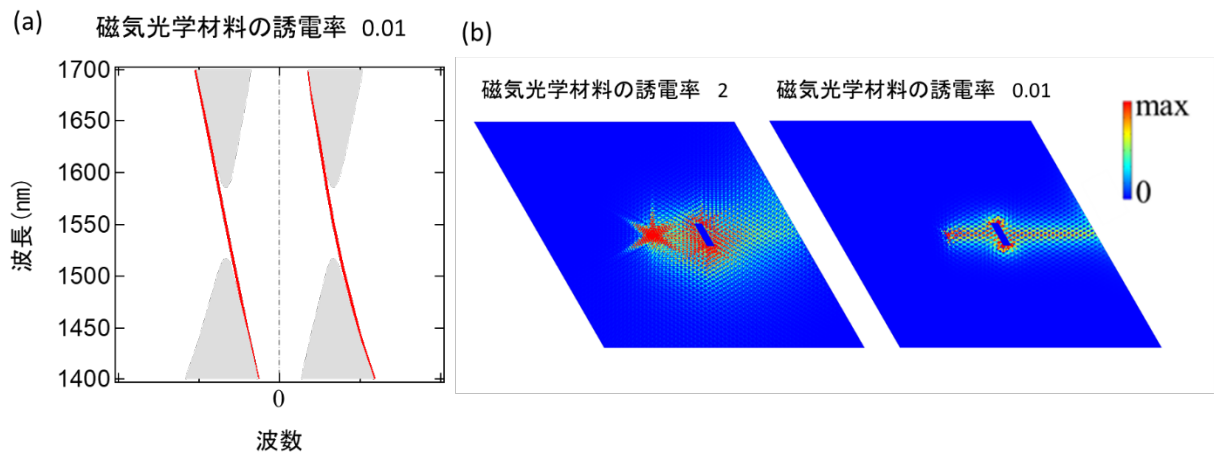 (a)
磁気光学材料の誘電率 0.01
1700
1650
1600
1550
1500
1450
1400
波長(nm)
0
波数
(b)
磁気光学材料の誘電率 2
磁気光学材料の誘電率 0.01
max
0